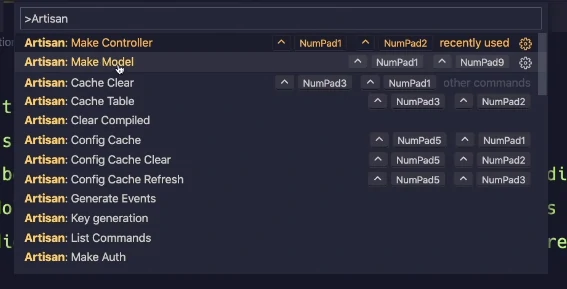 >Artisan
Artisan: Make Controller ^ NumPad1 ^ NumPad2 recently used
Artisan: Make Model ^ NumPad1 ^ NumPad9
Artisan: Cache Clear ^ NumPad3 ^ NumPad1 other commands
Artisan: Cache Table ^ NumPad3 ^ NumPad2
Artisan: Clear Compiled
Artisan: Config Cache ^ NumPad5 ^ NumPad1
Artisan: Config Cache Clear ^ NumPad5 ^ NumPad2
Artisan: Config Cache Refresh ^ NumPad5 ^ NumPad3
Artisan: Generate Events
Artisan: Key generation
Artisan: List Commands
Artisan: Make Auth